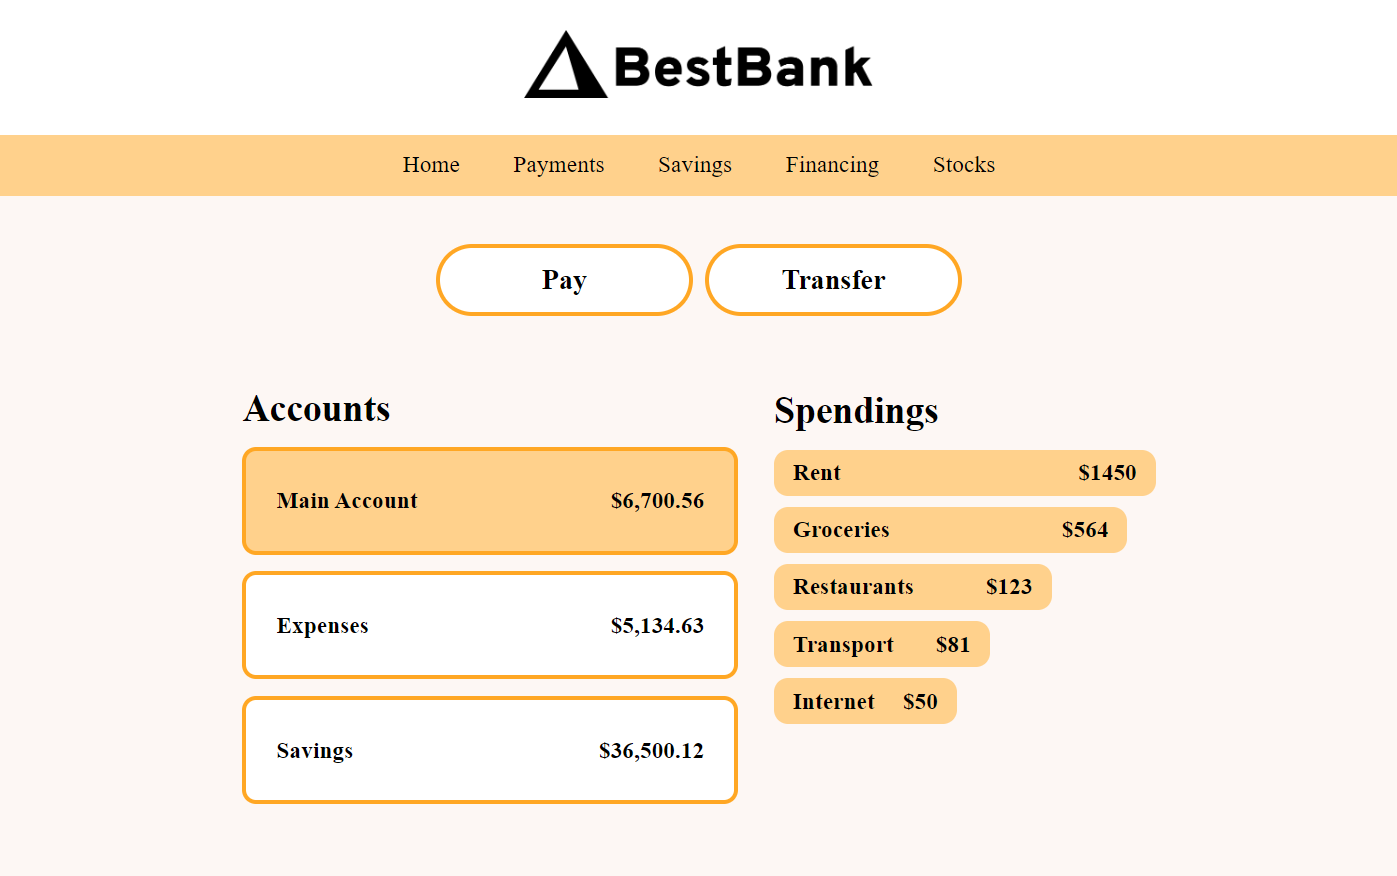 BestBank
Home Payments Savings Financing Stocks
Pay Transfer
Accounts
Main Account $6,700.56
Expenses $5,134.63
Savings $36,500.12
Spendings
Rent $1450
Groceries $564
Restaurants $123
Transport $81
Internet $50